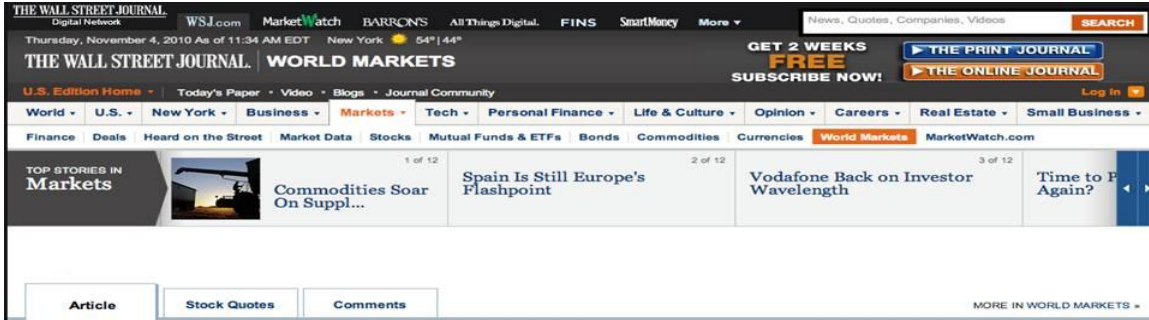 THE WALL STREET JOURNAL.
Digital Network
WSJ.com MarketWatch BARRON'S All Things Digital. FINS SmartMoney More
News, Quotes, Companies, Videos SEARCH
Thursday, November 4, 2010 As of 11:34 AM EDT New York 54° | 44°
THE WALL STREET JOURNAL. WORLD MARKETS
GET 2 WEEKS
FREE
SUBSCRIBE NOW!
THE PRINT JOURNAL
THE ONLINE JOURNAL
U.S. Edition Home Today's Paper • Video • Blogs • Journal Community Log In
World U.S. New York Business Markets Tech Personal Finance Life & Culture Opinion Careers Real Estate Small Business
Finance Deals Heard on the Street Market Data Stocks Mutual Funds & ETFs Bonds Commodities Currencies World Markets MarketWatch.com
TOP STORIES IN
Markets
1 of 12
Commodities Soar
On Suppl...
2 of 12
Spain Is Still Europe's
Flashpoint
3 of 12
Vodafone Back on Investor
Wavelength
Time to P
Again?
Article Stock Quotes Comments MORE IN WORLD MARKETS »